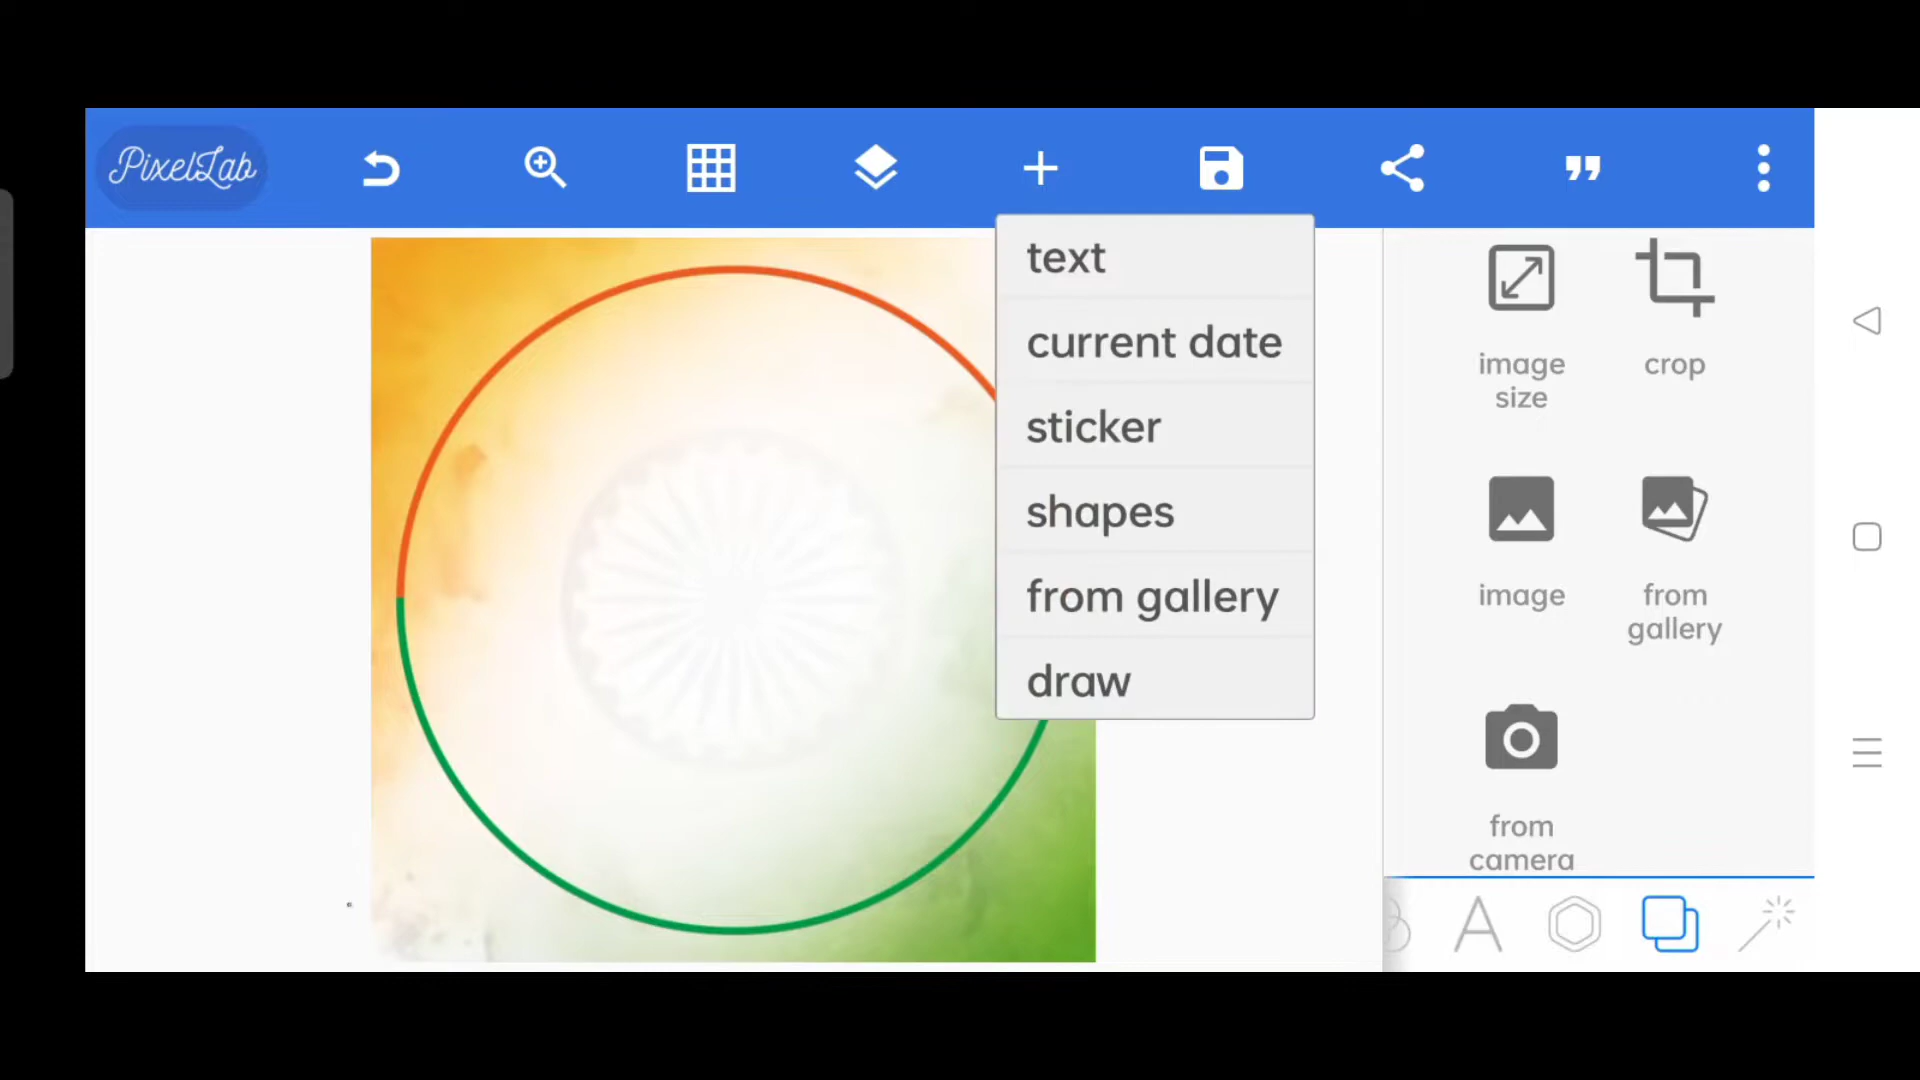 PixelLab
text
current date
sticker
shapes
from gallery
draw
image
size
crop
image
from
gallery
from
camera